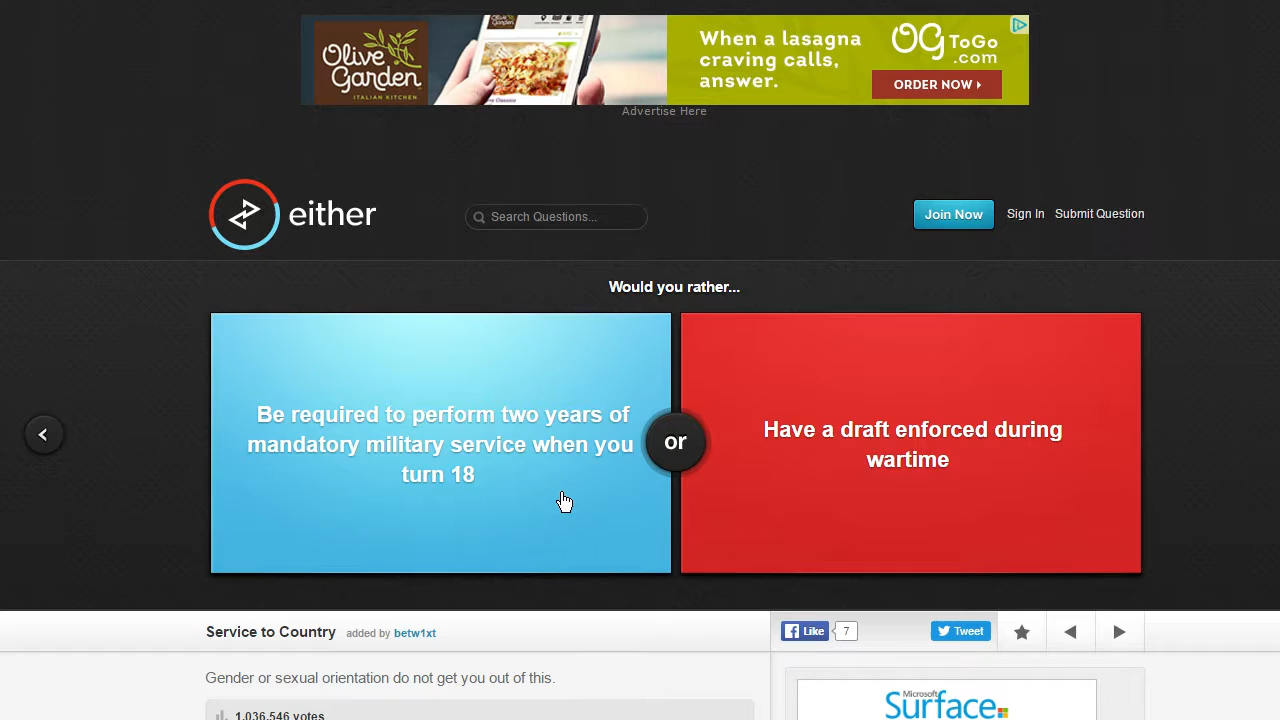 Olive
Garden
ITALIAN KITCHEN
When a lasagna
craving calls,
answer.
OG ToGo
.com
ORDER NOW
Advertise Here
either
Search Questions...
Join Now
Sign In
Submit Question
Would you rather...
Be required to perform two years of
mandatory military service when you
turn 18
or
Have a draft enforced during
wartime
Service to Country added by betw1xt
Like
7
Tweet
Gender or sexual orientation do not get you out of this.
1,036,546 votes
Microsoft
Surface